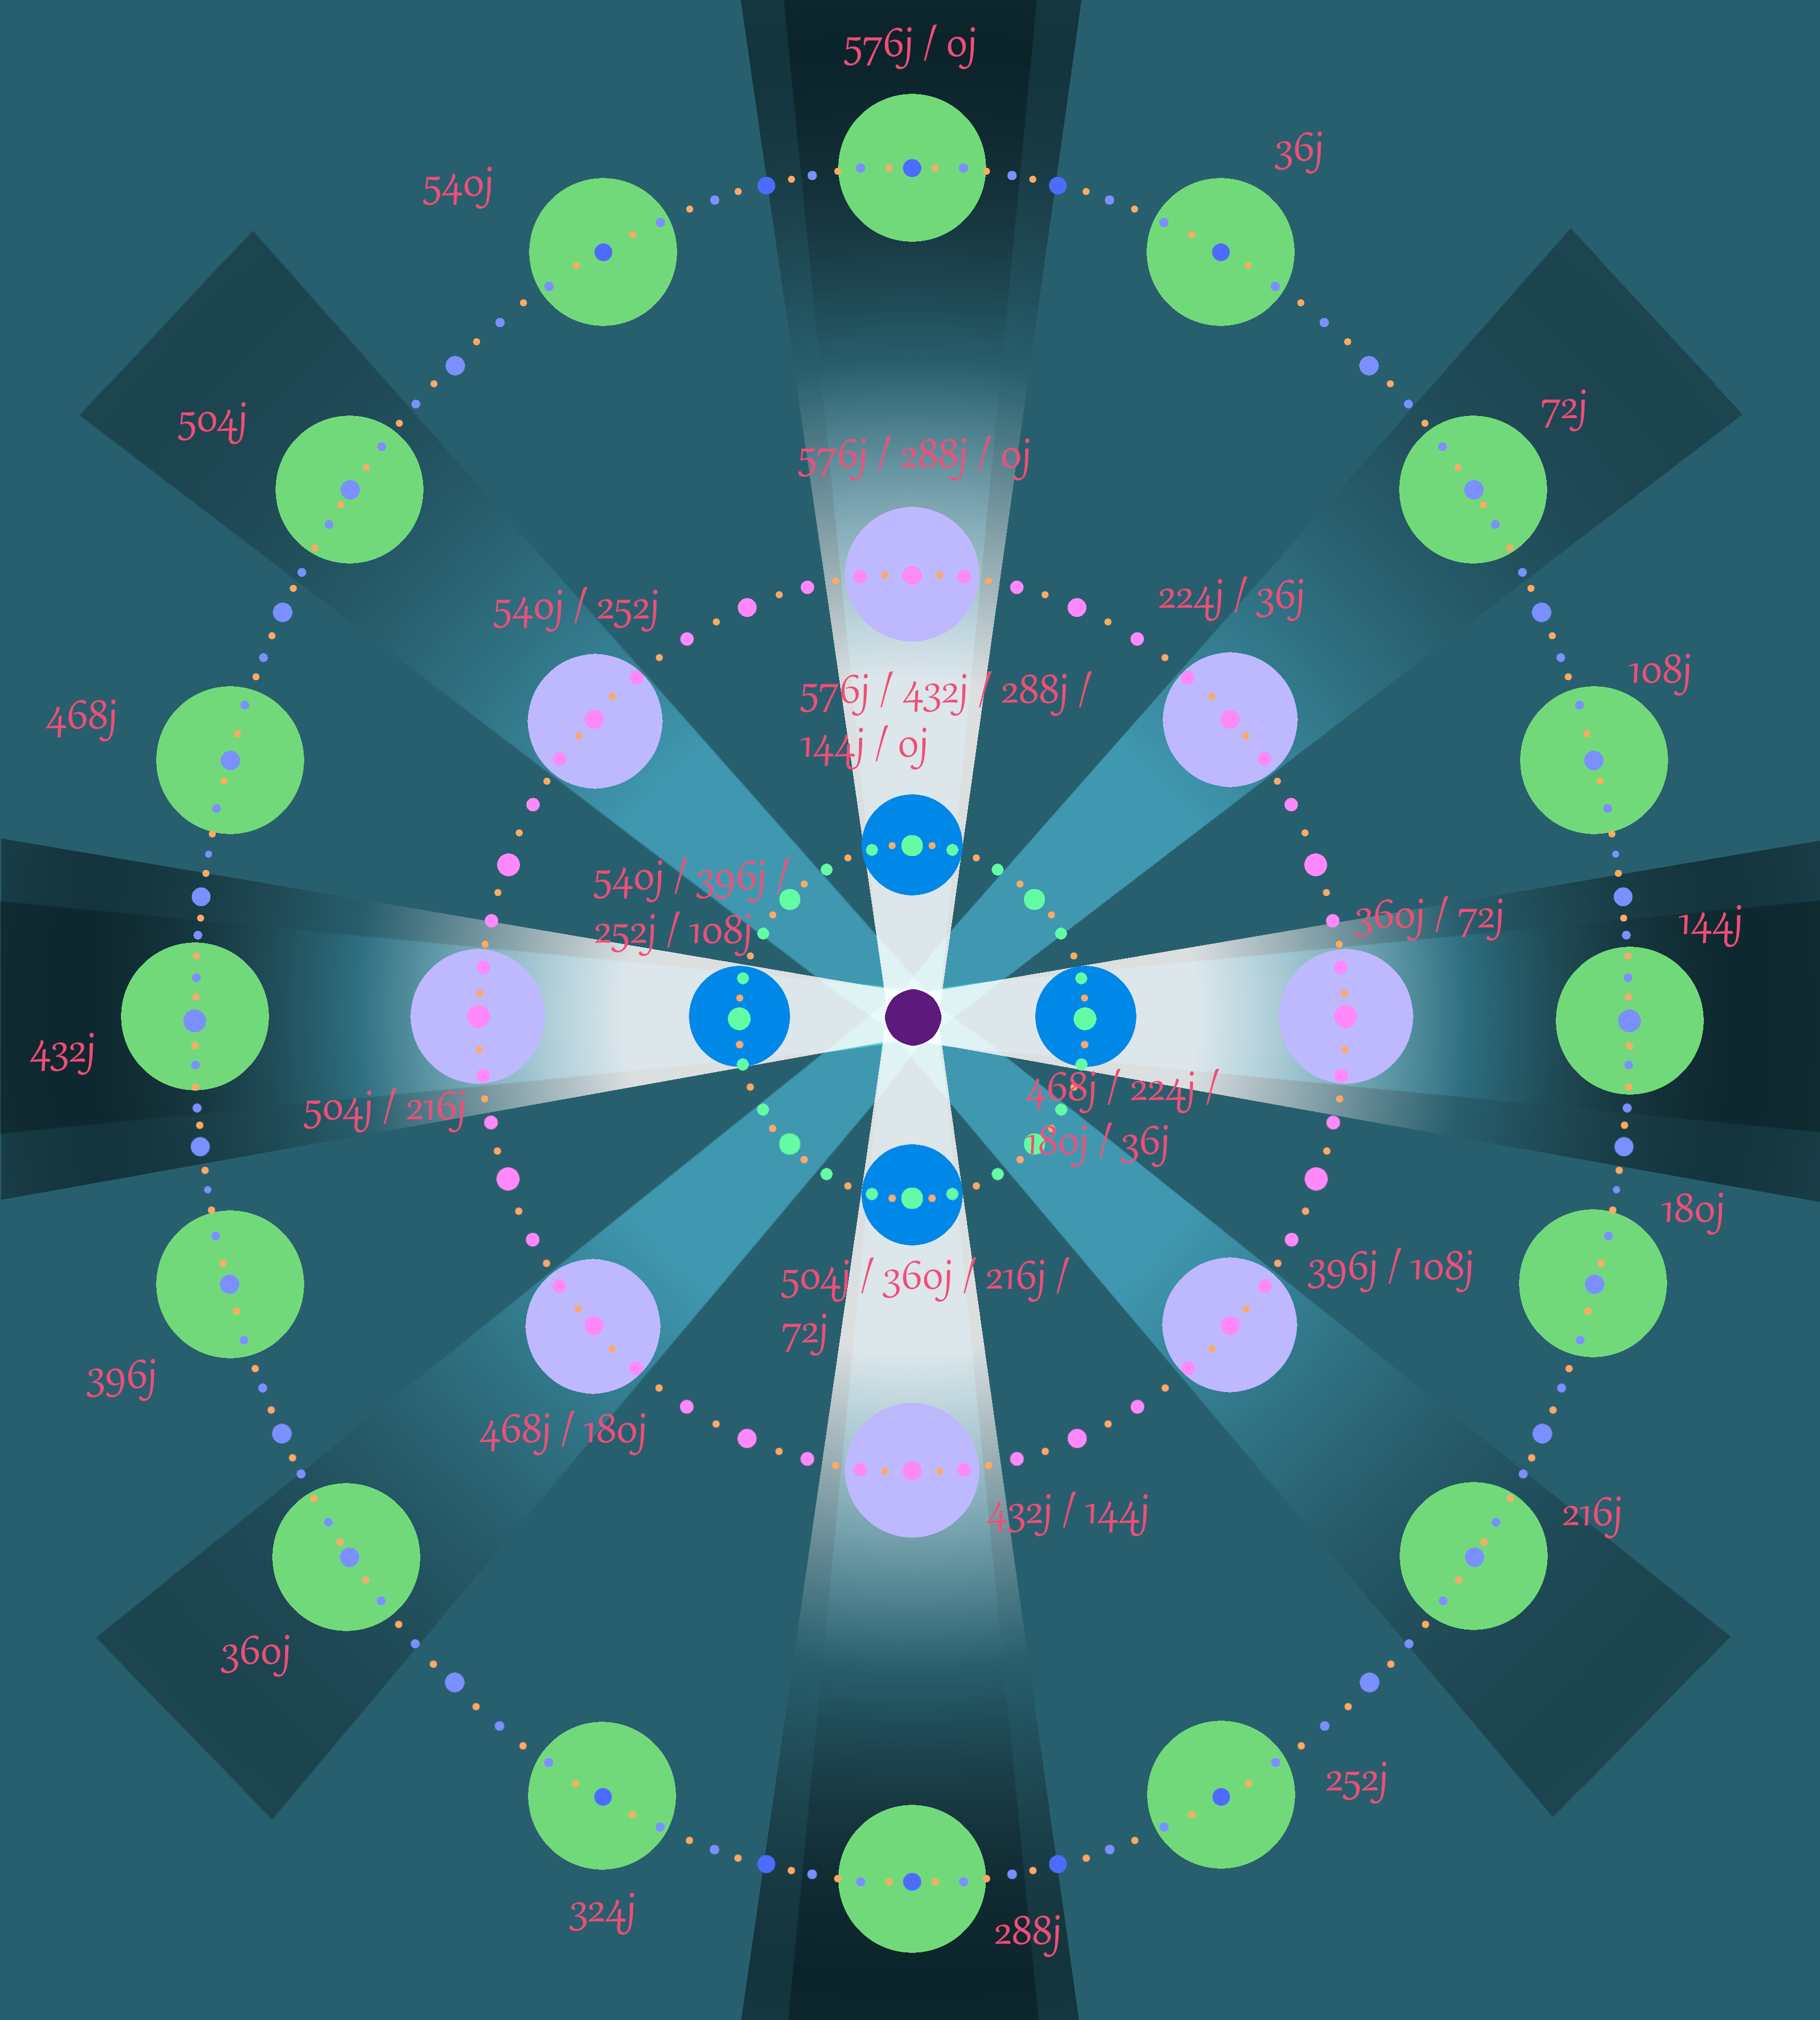 576j / 0j
36j
540j
72j
504j
576j / 288j / 0j
224j / 36j
540j / 252j
108j
468j
576j / 432j / 288j /
144j / 0j
540j / 396j /
252j / 108j
360j / 72j
144j
432j
468j / 224j /
180j / 36j
504j / 216j
180j
396j / 108j
504j / 360j / 216j /
72j
396j
468j / 180j
432j / 144j
216j
360j
252j
324j
288j